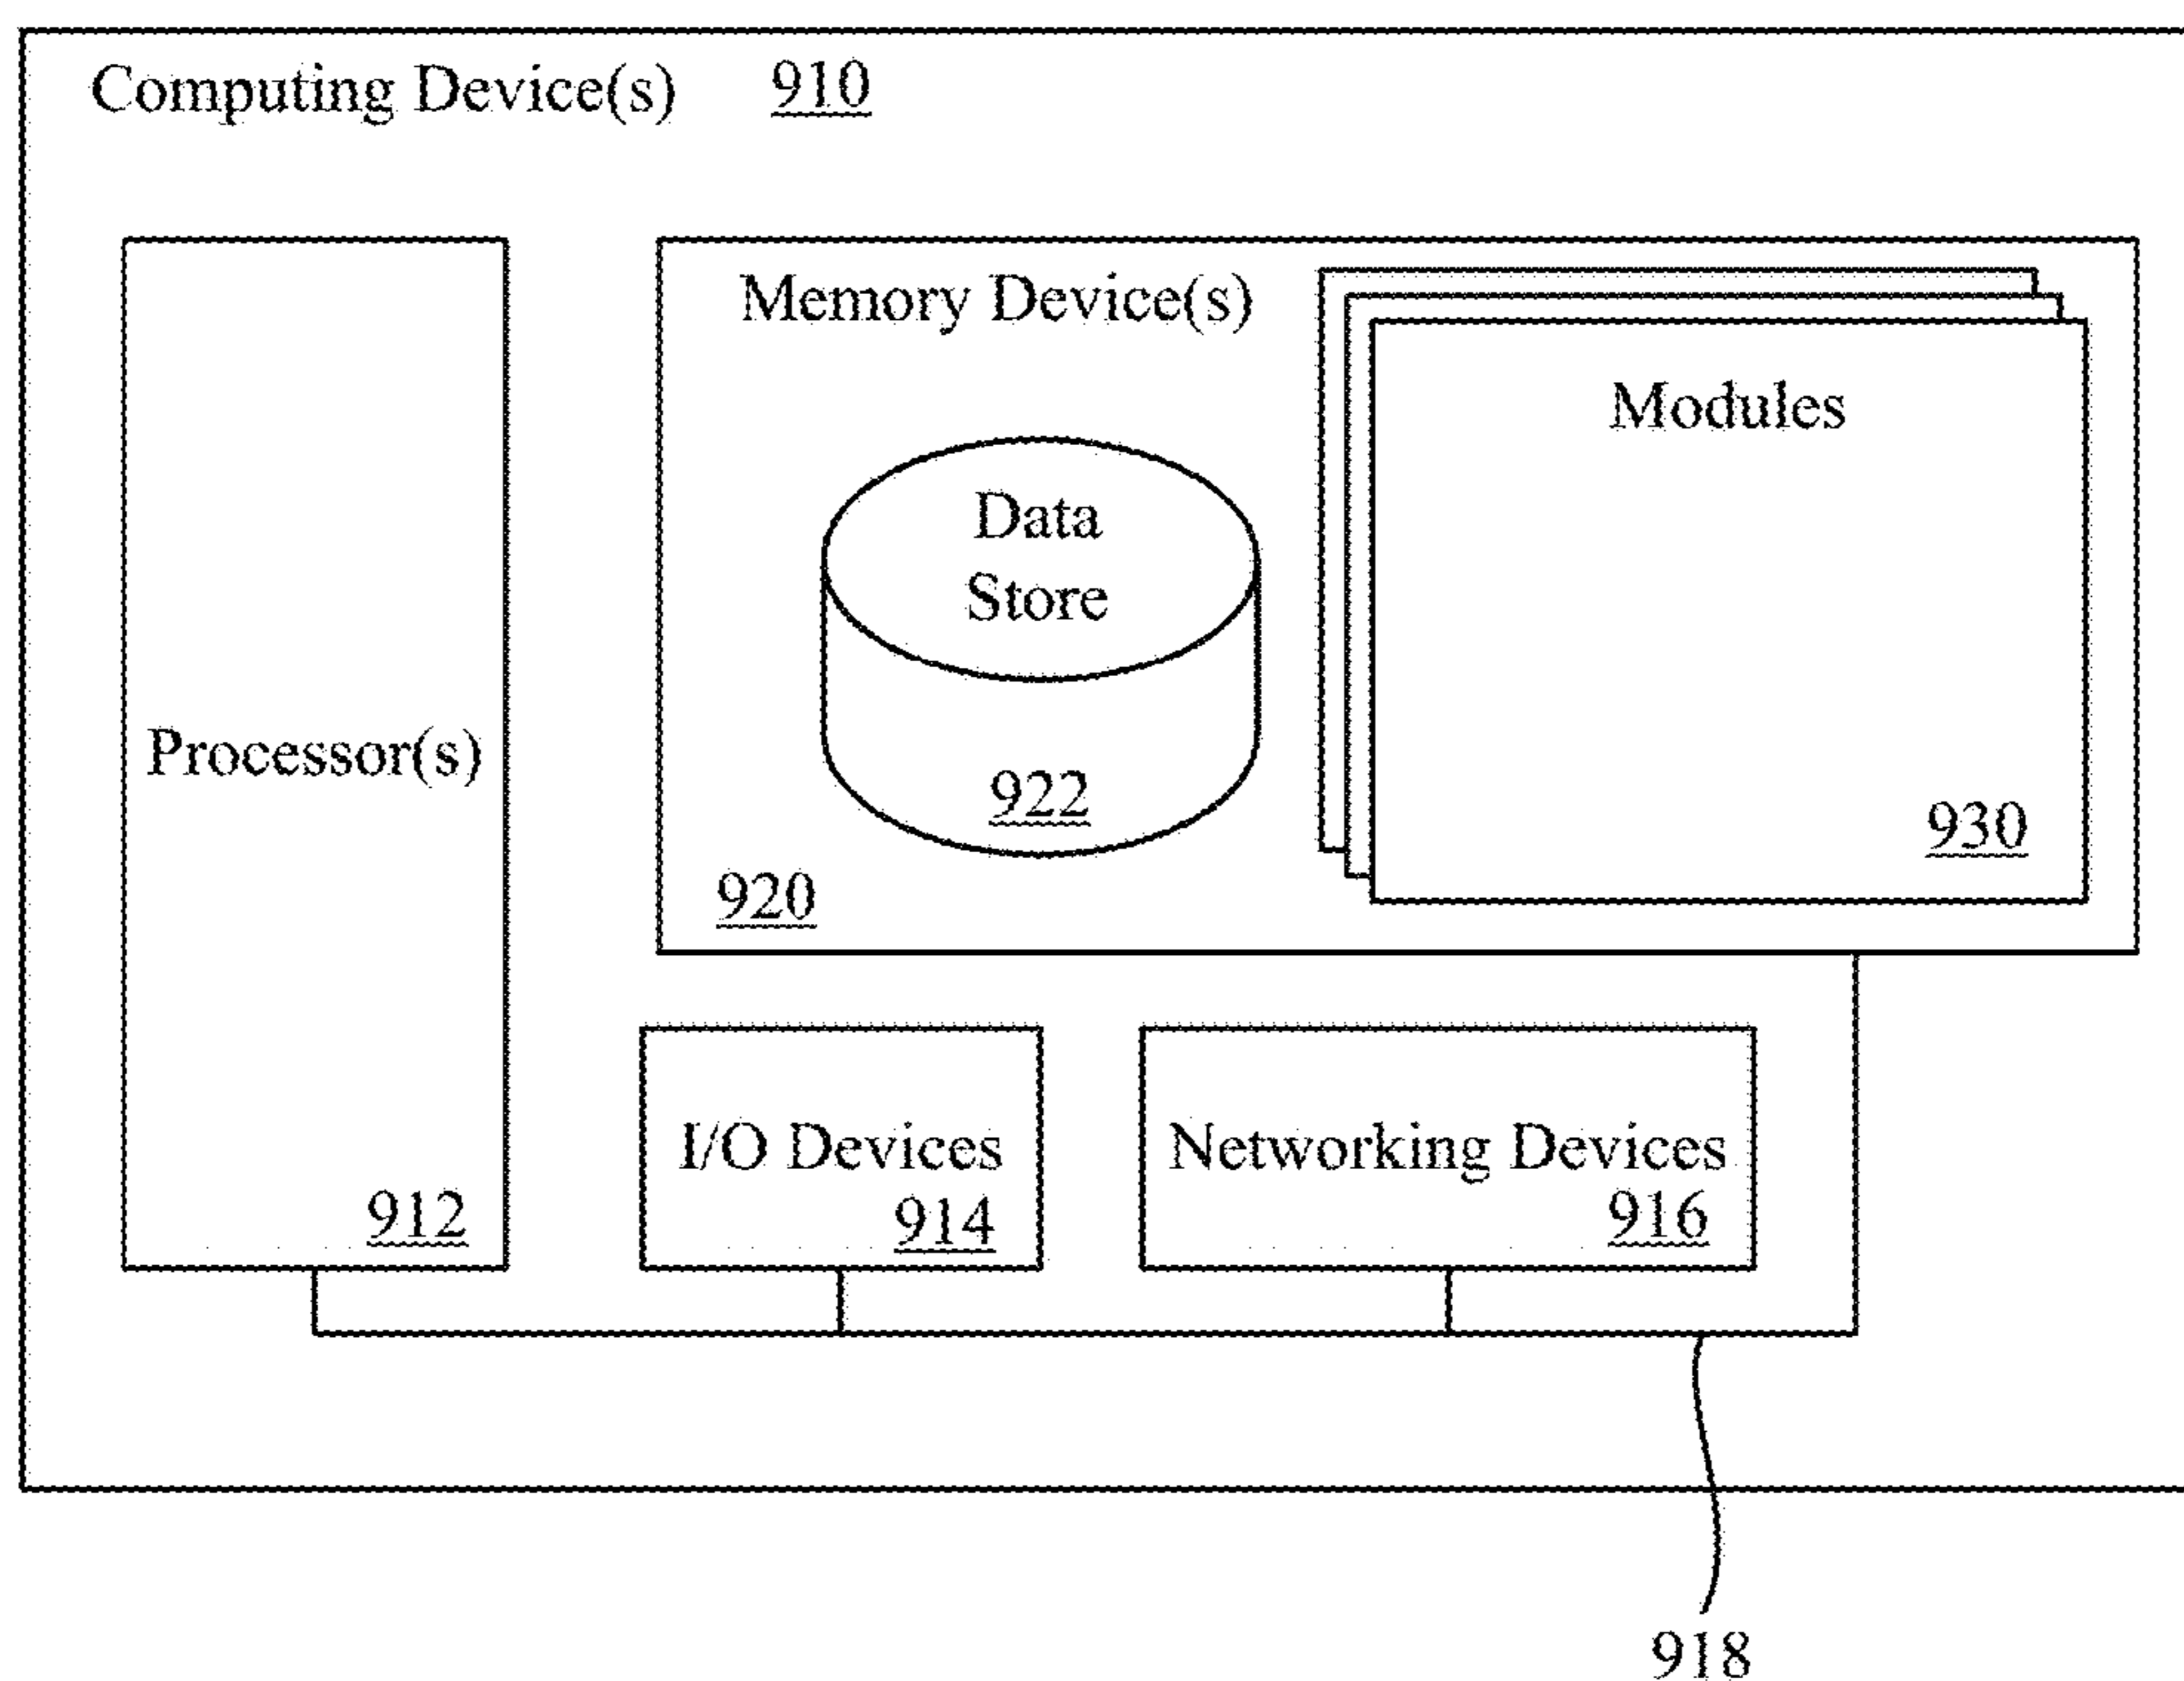 Computing Device(s) 910
Memory Device(s)
Modules
Data
Store
Processor(s)
922
930
920
I/O Devices
Networking Devices
912
914
916
918